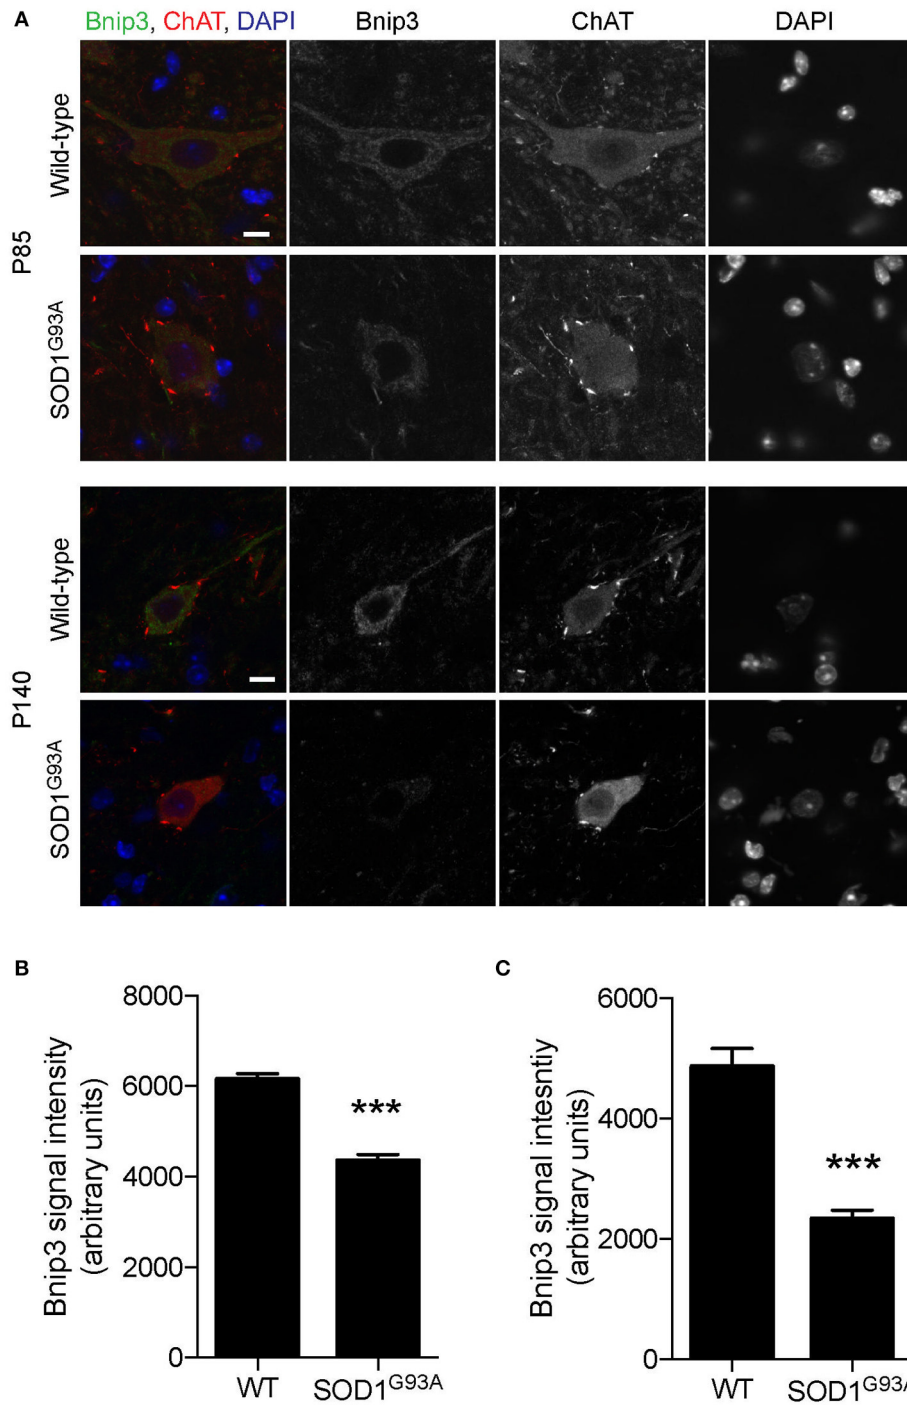 A
Bnip3, ChAT, DAPI
Bnip3
ChAT
DAPI
P85
Wild-type
SOD1G93A
P140
Wild-type
SOD1G93A
B
Bnip3 signal intensity
(arbitrary units)
8000
6000
4000
2000
0
***
WT
SOD1G93A
C
Bnip3 signal intesntiy
(arbitrary units)
6000
4000
2000
0
***
WT
SOD1G93A